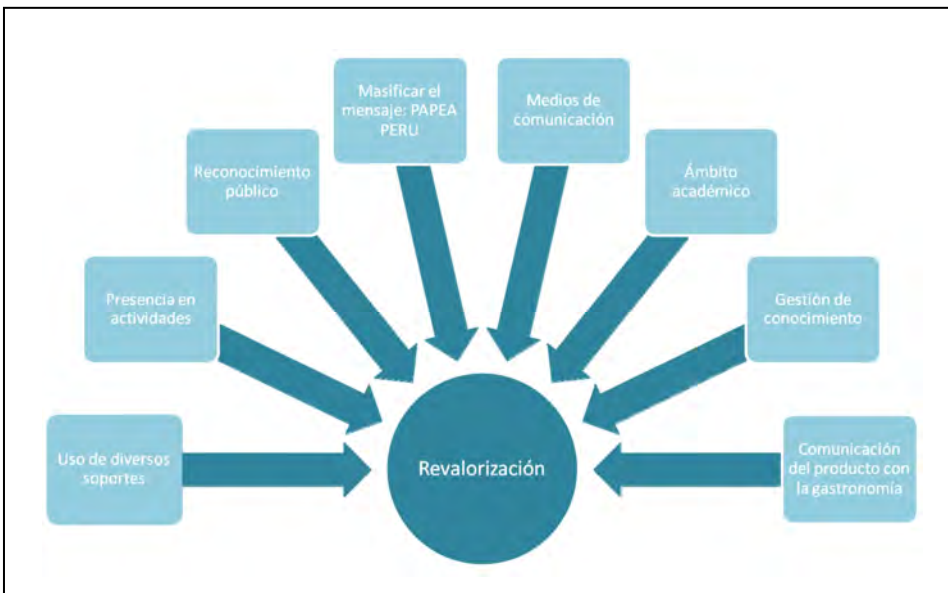 Masificar el
mensaje: PAPEA
PERU
Medios de
comunicación
Reconocimiento
público
Ámbito
académico
Presencia en
actividades
Gestión de
conocimiento
Uso de diversos
soportes
Revalorización
Comunicación
del producto con
la gastronomía